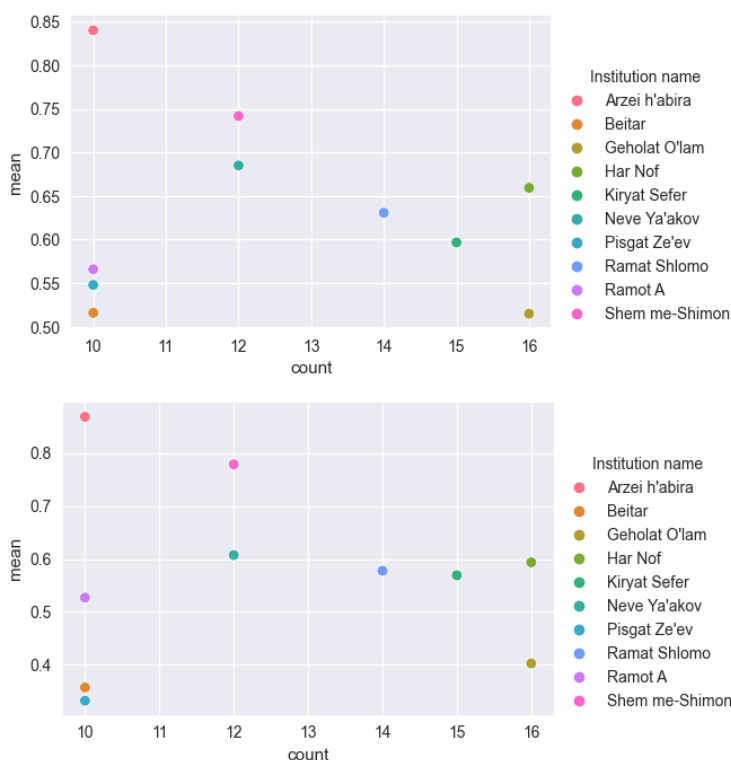 0.85
0.80
0.75
0.70
0.65
0.60
0.55
0.50
mean
10 11 12 13 14 15 16
count
Institution name
Arzei h'abira
Beitar
Geholat O'lam
Har Nof
Kiryat Sefer
Neve Ya'akov
Pisgat Ze'ev
Ramat Shlomo
Ramot A
Shem me-Shimon
0.8
0.7
0.6
0.5
0.4
mean
10 11 12 13 14 15 16
count
Institution name
Arzei h'abira
Beitar
Geholat O'lam
Har Nof
Kiryat Sefer
Neve Ya'akov
Pisgat Ze'ev
Ramat Shlomo
Ramot A
Shem me-Shimon